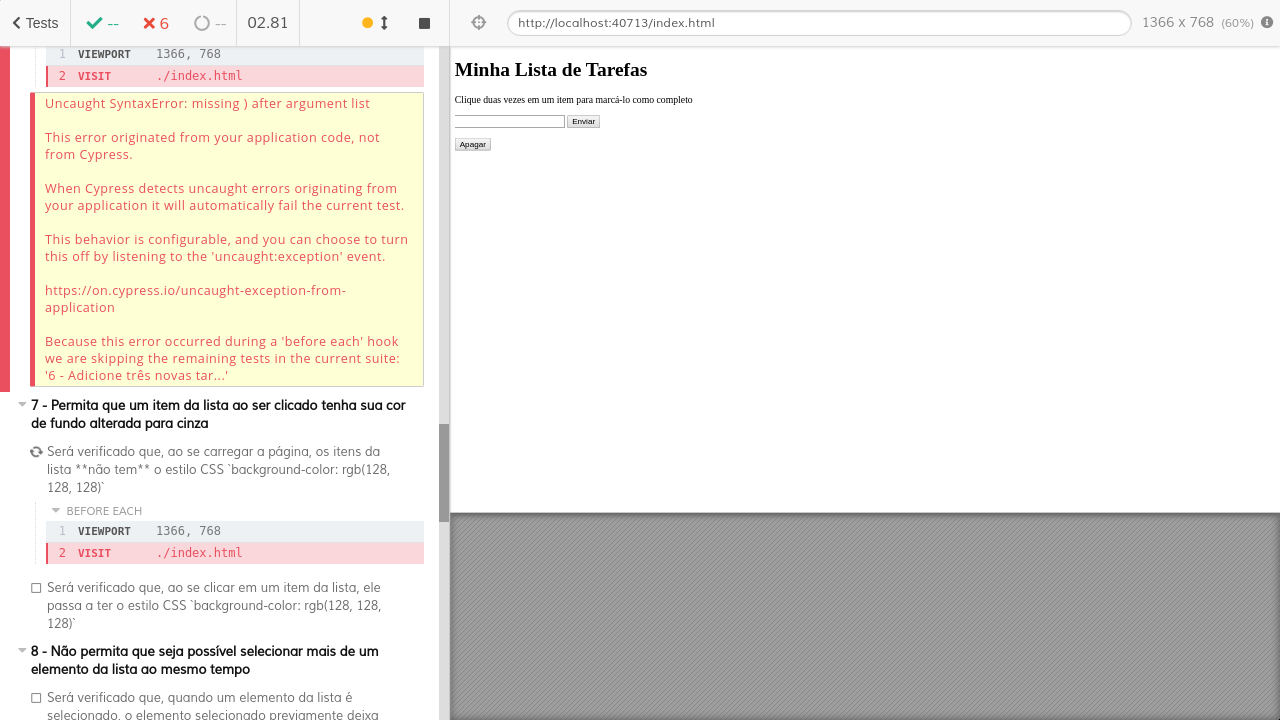 Tests
--
6
--
02.81
http://localhost:40713/index.html
1366 x 768 (60%)
1 VIEWPORT 1366, 768
2 VISIT ./index.html
Uncaught SyntaxError: missing ) after argument list
This error originated from your application code, not
from Cypress.
When Cypress detects uncaught errors originating from
your application it will automatically fail the current test.
This behavior is configurable, and you can choose to turn
this off by listening to the 'uncaught:exception' event.
https://on.cypress.io/uncaught-exception-from-
application
Because this error occurred during a 'before each' hook
we are skipping the remaining tests in the current suite:
'6 - Adicione três novas tar...'
7 - Permita que um item da lista ao ser clicado tenha sua cor
de fundo alterada para cinza
Será verificado que, ao se carregar a página, os itens da
lista **não tem** o estilo CSS `background-color: rgb(128,
128, 128)`
BEFORE EACH
1 VIEWPORT 1366, 768
2 VISIT ./index.html
Será verificado que, ao se clicar em um item da lista, ele
passa a ter o estilo CSS `background-color: rgb(128, 128,
128)`
8 - Não permita que seja possível selecionar mais de um
elemento da lista ao mesmo tempo
Será verificado que, quando um elemento da lista é
selecionado, o elemento selecionado previamente deixa
Minha Lista de Tarefas
Clique duas vezes em um item para marcá-lo como completo
Enviar
Apagar